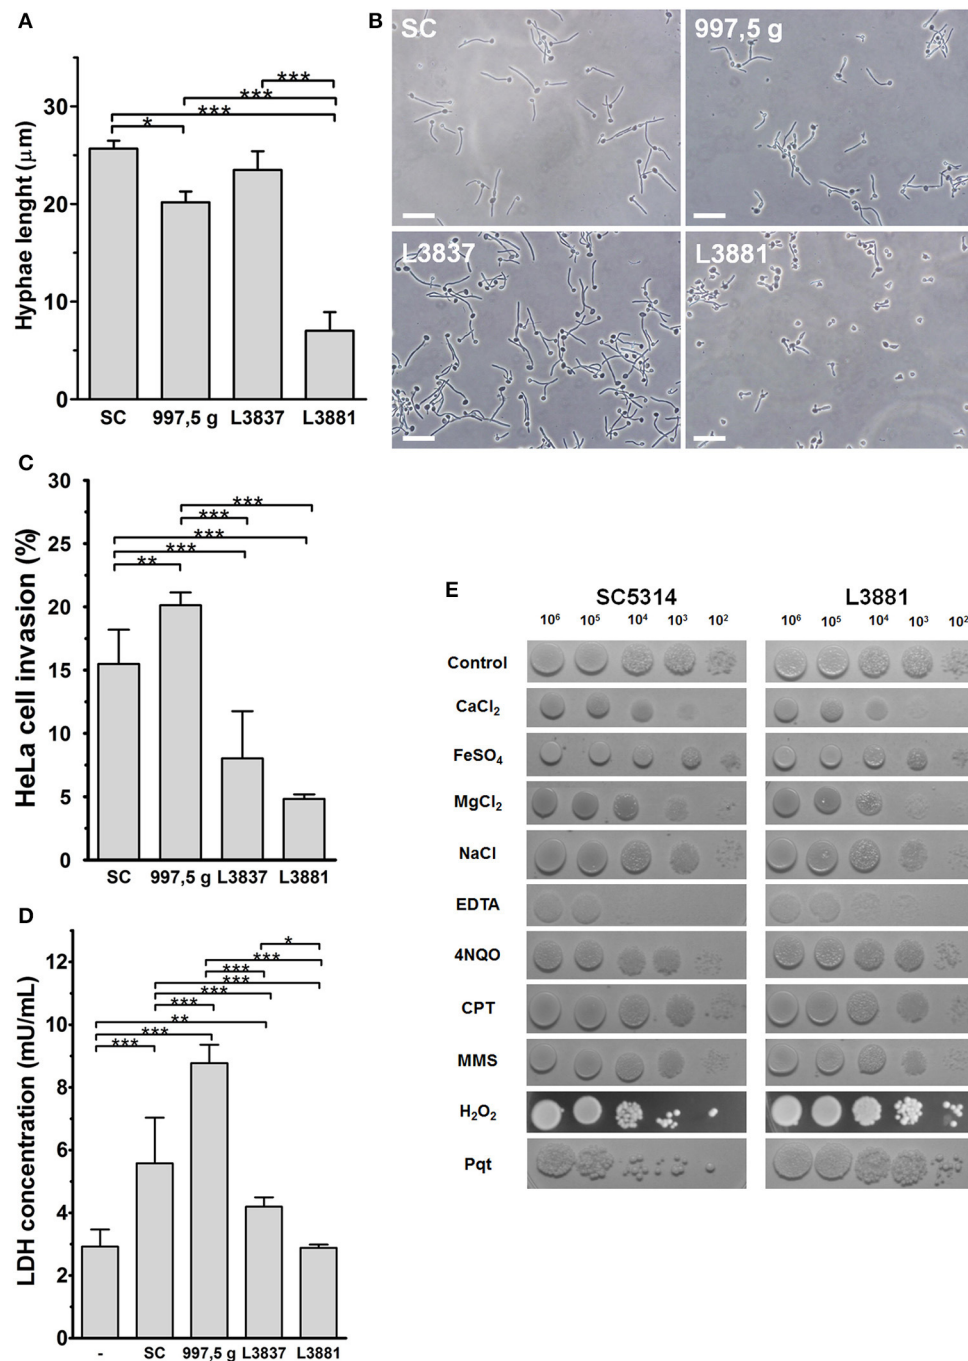 A
Hyphae lenght (μm)
30
20
10
0
***
***
***
*
SC 997,5 g L3837 L3881
B
SC
997,5 g
L3837
L3881
C
HeLa cell invasion (%)
30
25
20
15
10
5
0
***
***
***
***
**
SC 997,5 g L3837 L3881
D
LDH concentration (mU/mL)
12
10
8
6
4
2
0
*
***
***
***
***
***
**
***
***
- SC 997,5 g L3837 L3881
E
SC5314 L3881
10⁶ 10⁵ 10⁴ 10³ 10² 10⁶ 10⁵ 10⁴ 10³ 10²
Control
CaCl₂
FeSO₄
MgCl₂
NaCl
EDTA
4NQO
CPT
MMS
H₂O₂
Pqt